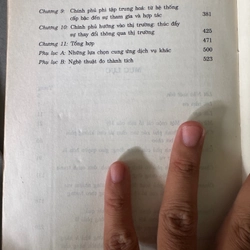 Chương 9: Chính phủ phi tập trung hoá: từ hệ thống
cấp bậc đến sự tham gia và hợp tác 381
Chương 10: Chính phủ hướng vào thị trường: thúc đẩy
sự thay đổi thông qua thị trường 425
Chương 11: Tổng hợp 471
Phụ lục A: Những lựa chọn cung ứng dịch vụ khác 500
Phụ lục B: Nghệ thuật đo thành tích 523